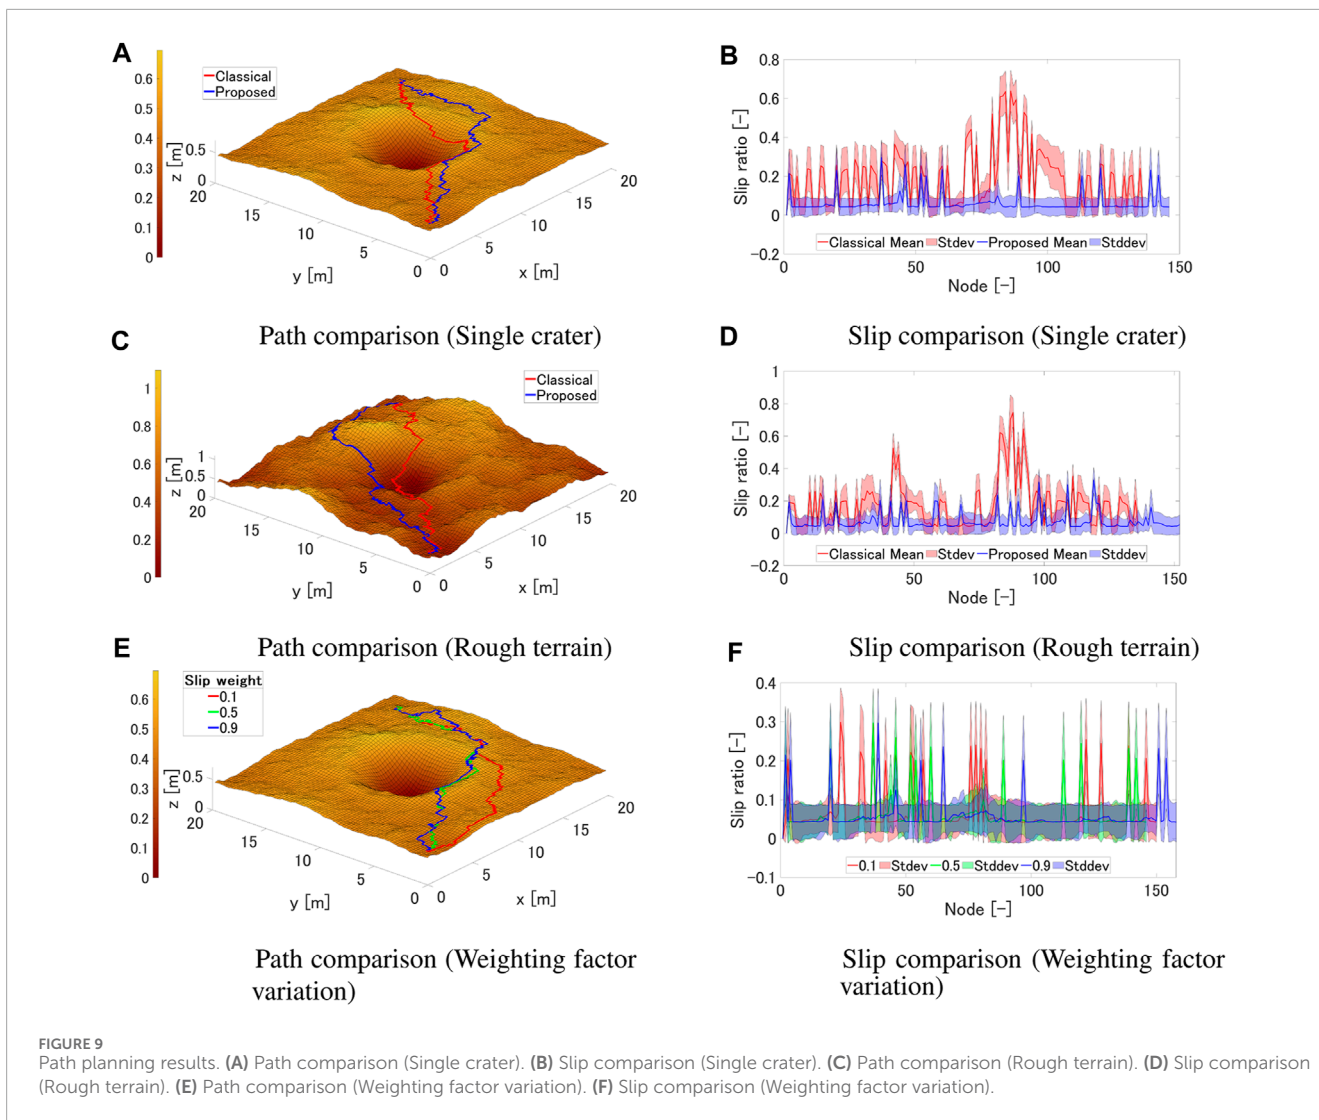 A
0.6
0.5
0.4
0.3
0.2
0.1
0
Classical
Proposed
z [m]
0.5
0
20
15
10
5
0
y [m]
0
5
10
15
20
x [m]
Path comparison (Single crater)
B
0.8
0.6
0.4
0.2
0
−0.2
Slip ratio [−]
Classical Mean Stdev Proposed Mean Stddev
0 50 100 150
Node [−]
Slip comparison (Single crater)
C
1
0.8
0.6
0.4
0.2
0
Classical
Proposed
z [m]
1
0.5
0
20
15
10
5
0
y [m]
0
5
10
15
20
x [m]
Path comparison (Rough terrain)
D
1
0.8
0.6
0.4
0.2
0
−0.2
Slip ratio [−]
Classical Mean Stdev Proposed Mean Stddev
0 50 100 150
Node [−]
Slip comparison (Rough terrain)
E
0.6
0.5
0.4
0.3
0.2
0.1
0
Slip weight
0.1
0.5
0.9
z [m]
0.5
0
20
15
10
5
0
y [m]
0
5
10
15
20
x [m]
Path comparison (Weighting factor
variation)
F
0.4
0.3
0.2
0.1
0
−0.1
Slip ratio [−]
0.1 Stdev 0.5 Stddev 0.9 Stddev
0 50 100 150
Node [−]
Slip comparison (Weighting factor
variation)
FIGURE 9
Path planning results. (A) Path comparison (Single crater). (B) Slip comparison (Single crater). (C) Path comparison (Rough terrain). (D) Slip comparison
(Rough terrain). (E) Path comparison (Weighting factor variation). (F) Slip comparison (Weighting factor variation).